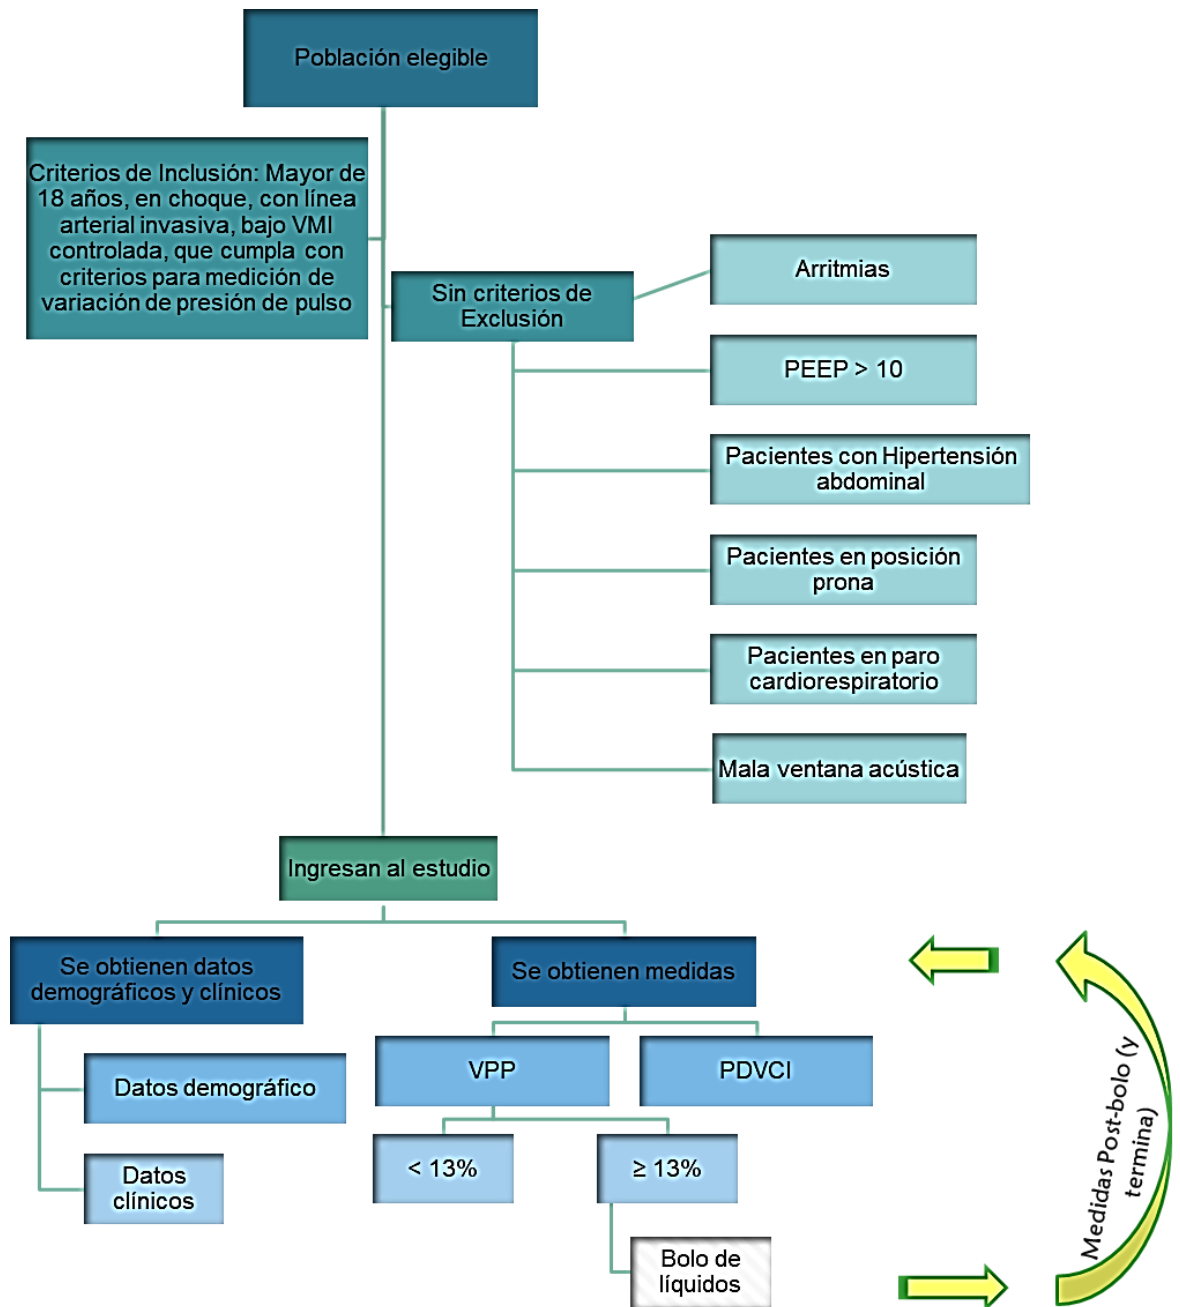 Población elegible
Criterios de Inclusión: Mayor de
18 años, en choque, con línea
arterial invasiva, bajo VMI
controlada, que cumpla con
criterios para medición de
variación de presión de pulso
Sin criterios de
Exclusión
Arritmias
PEEP > 10
Pacientes con Hipertensión
abdominal
Pacientes en posición
prona
Pacientes en paro
cardiorespiratorio
Mala ventana acústica
Ingresan al estudio
Se obtienen datos
demográficos y clínicos
Datos demográfico
Datos
clínicos
Se obtienen medidas
VPP
PDVCI
< 13%
≥ 13%
Bolo de
líquidos
Medidas Post-bolo (y
termina)